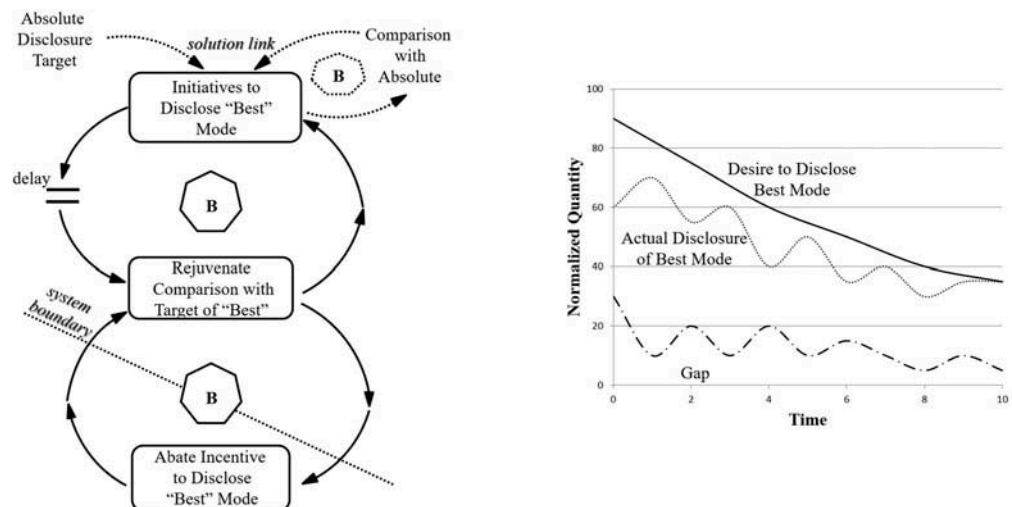 Absolute
Disclosure
Target
solution link
Comparison
with
Absolute
B
Initiatives to
Disclose “Best”
Mode
delay
B
Rejuvenate
Comparison with
Target of “Best”
system
boundary
B
Abate Incentive
to Disclose
“Best” Mode
Normalized Quantity
100
80
60
40
20
0
Desire to Disclose
Best Mode
Actual Disclosure
of Best Mode
Gap
0 2 4 6 8 10
Time